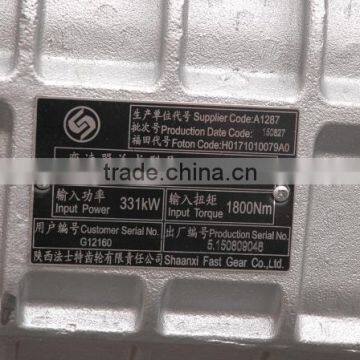 生产单位代号 Supplier Code:A1287
批次号 Production Date Code: 150827
福田代号 Foton Code: H0171010079A0
trade.china.cn
输入功率 Input Power 331kW
输入扭矩 Input Torque 1800Nm
用户编号 Customer Serial No. G12160
出厂编号 Production Serial No. 5.150809048
陕西法士特齿轮有限责任公司 Shaanxi Fast Gear Co.,Ltd.